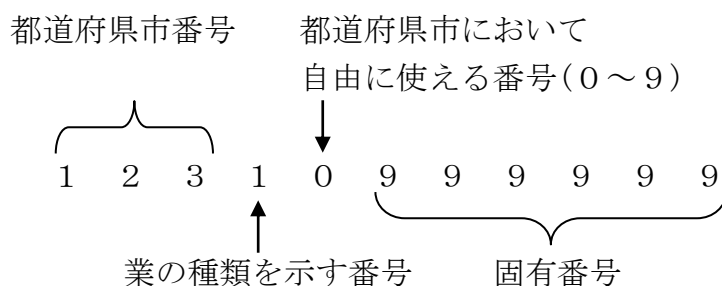 都道府県市番号
都道府県市において
自由に使える番号(0～9)
1 2 3 1 0 9 9 9 9 9 9
業の種類を示す番号
固有番号